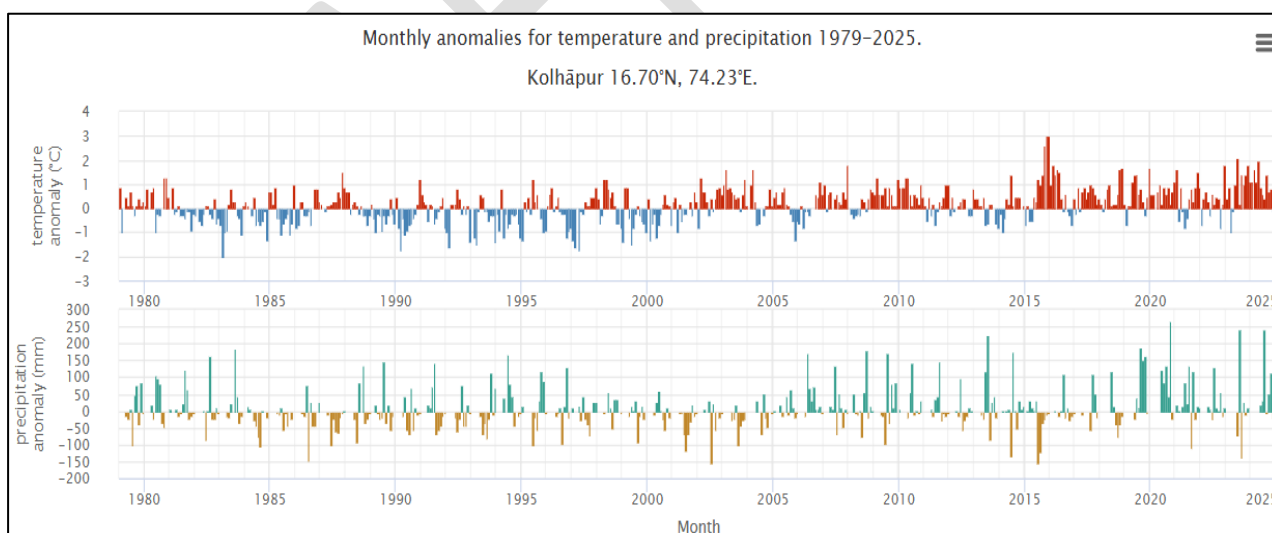 Monthly anomalies for temperature and precipitation 1979-2025.
Kolhāpur 16.70°N, 74.23°E.
temperature
anomaly (°C)
4
3
2
1
0
−1
−2
−3
1980 1985 1990 1995 2000 2005 2010 2015 2020 2025
precipitation
anomaly (mm)
300
250
200
150
100
50
0
−50
−100
−150
−200
1980 1985 1990 1995 2000 2005 2010 2015 2020 2025
Month